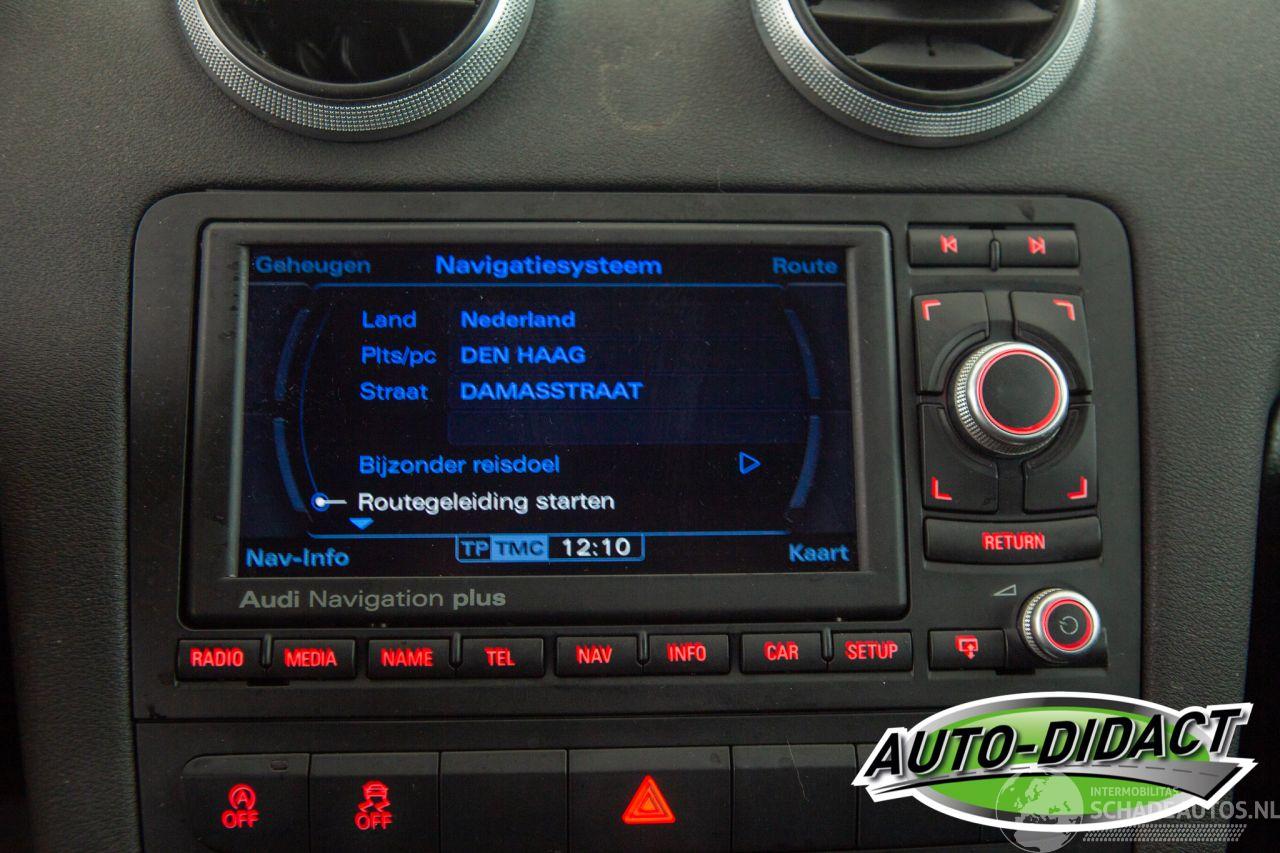 Geheugen Navigatiesysteem Route
Land Nederland
Plts/pc DEN HAAG
Straat DAMASSTRAAT
Bijzonder reisdoel
Routegeleiding starten
Nav-Info TP TMC 12:10 Kaart
Audi Navigation plus
RETURN
RADIO MEDIA NAME TEL NAV INFO CAR SETUP
A OFF
OFF
AUTO-DIDACT
INTERMOBILITAS
SCHADEAUTOS.NL